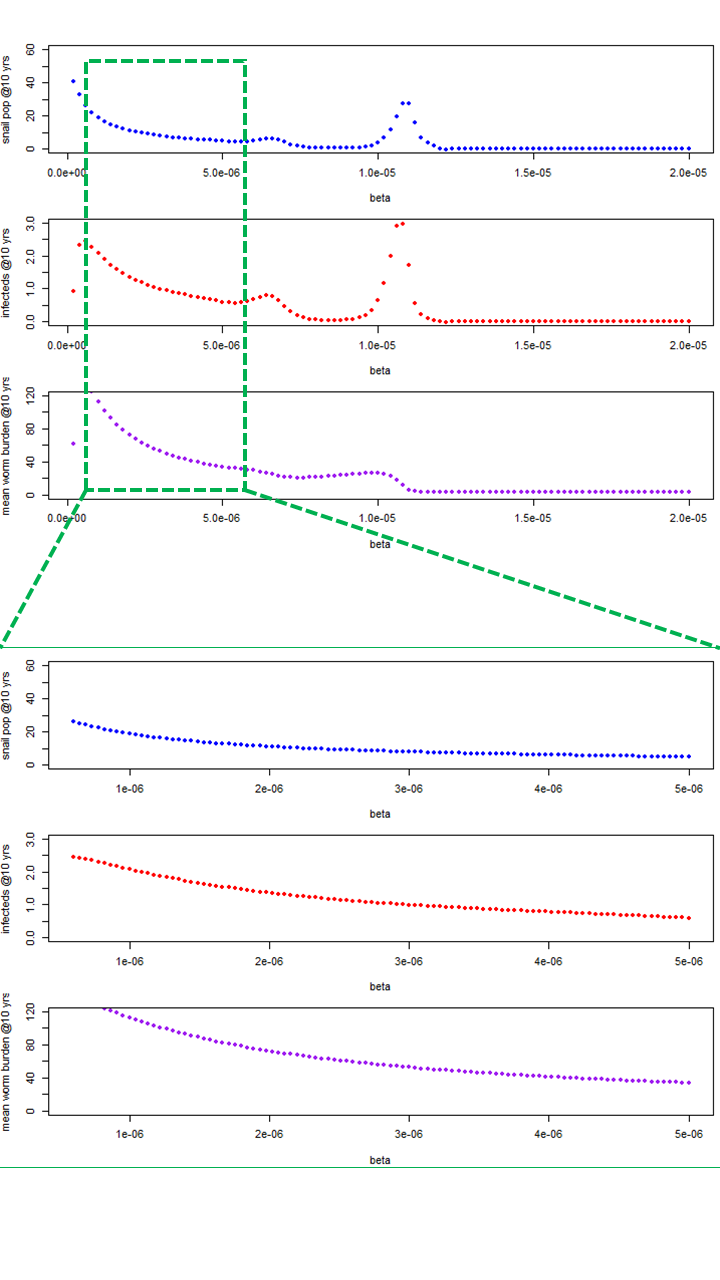 snail pop @10 yrs
60
40
20
0
0.0e+00 5.0e-06 1.0e-05 1.5e-05 2.0e-05
beta
infecteds @10 yrs
3.0
2.0
1.0
0.0
0.0e+00 5.0e-06 1.0e-05 1.5e-05 2.0e-05
beta
mean worm burden @10 yrs
120
80
40
0
0.0e+00 5.0e-06 1.0e-05 1.5e-05 2.0e-05
beta
snail pop @10 yrs
60
40
20
0
1e-06 2e-06 3e-06 4e-06 5e-06
beta
infecteds @10 yrs
3.0
2.0
1.0
0.0
1e-06 2e-06 3e-06 4e-06 5e-06
beta
mean worm burden @10 yrs
120
80
40
0
1e-06 2e-06 3e-06 4e-06 5e-06
beta